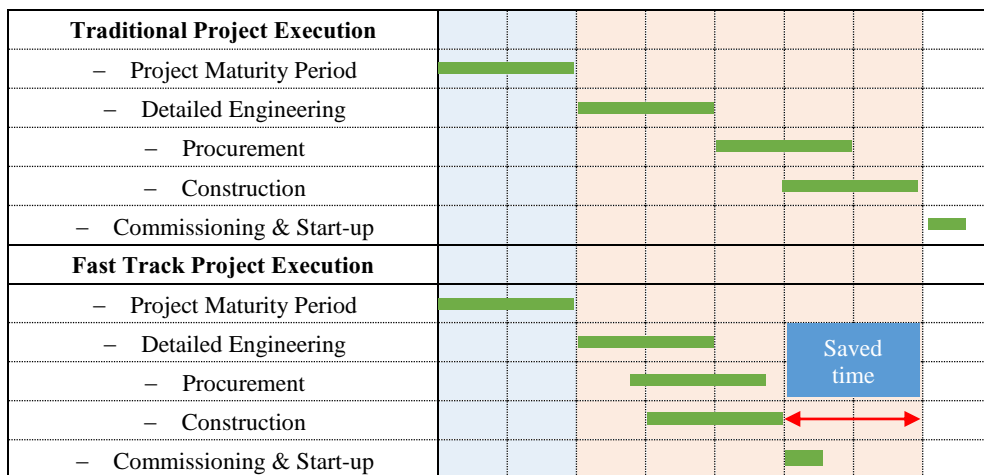 Traditional Project Execution
– Project Maturity Period
– Detailed Engineering
– Procurement
– Construction
– Commissioning & Start-up
Fast Track Project Execution
– Project Maturity Period
– Detailed Engineering
Saved
time
– Procurement
– Construction
– Commissioning & Start-up